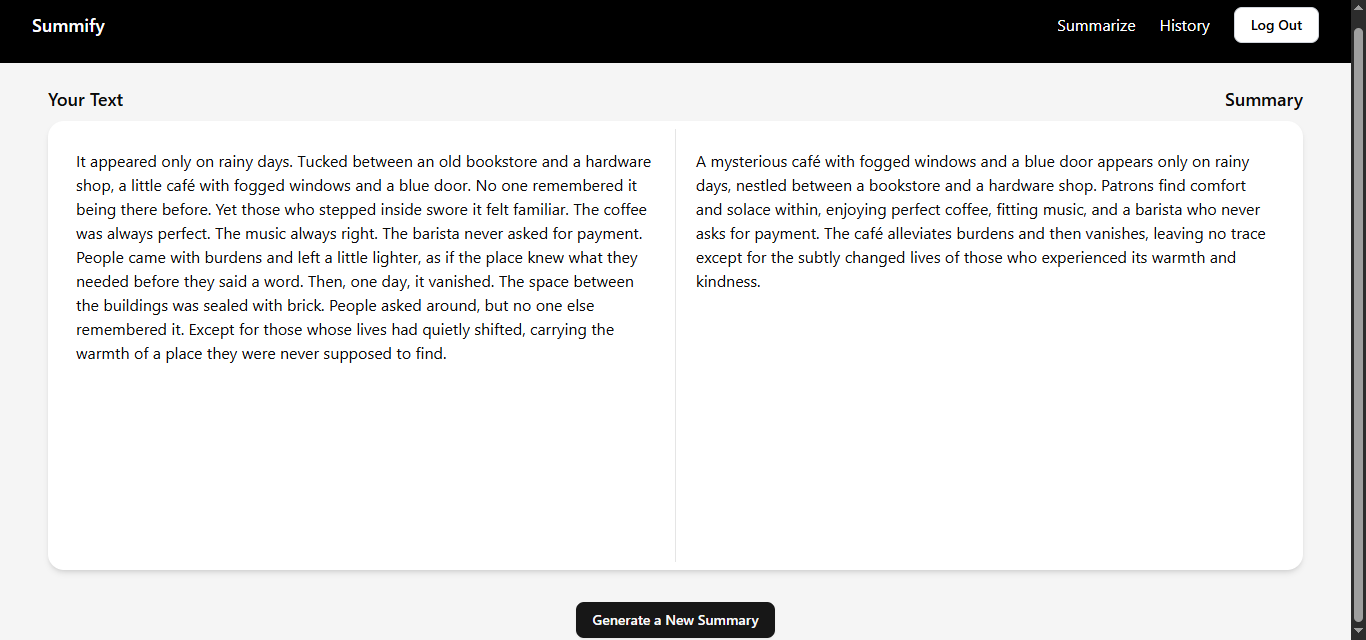 Summify
Summarize
History
Log Out
Your Text
Summary
It appeared only on rainy days. Tucked between an old bookstore and a hardware
shop, a little café with fogged windows and a blue door. No one remembered it
being there before. Yet those who stepped inside swore it felt familiar. The coffee
was always perfect. The music always right. The barista never asked for payment.
People came with burdens and left a little lighter, as if the place knew what they
needed before they said a word. Then, one day, it vanished. The space between
the buildings was sealed with brick. People asked around, but no one else
remembered it. Except for those whose lives had quietly shifted, carrying the
warmth of a place they were never supposed to find.
A mysterious café with fogged windows and a blue door appears only on rainy
days, nestled between a bookstore and a hardware shop. Patrons find comfort
and solace within, enjoying perfect coffee, fitting music, and a barista who never
asks for payment. The café alleviates burdens and then vanishes, leaving no trace
except for the subtly changed lives of those who experienced its warmth and
kindness.
Generate a New Summary